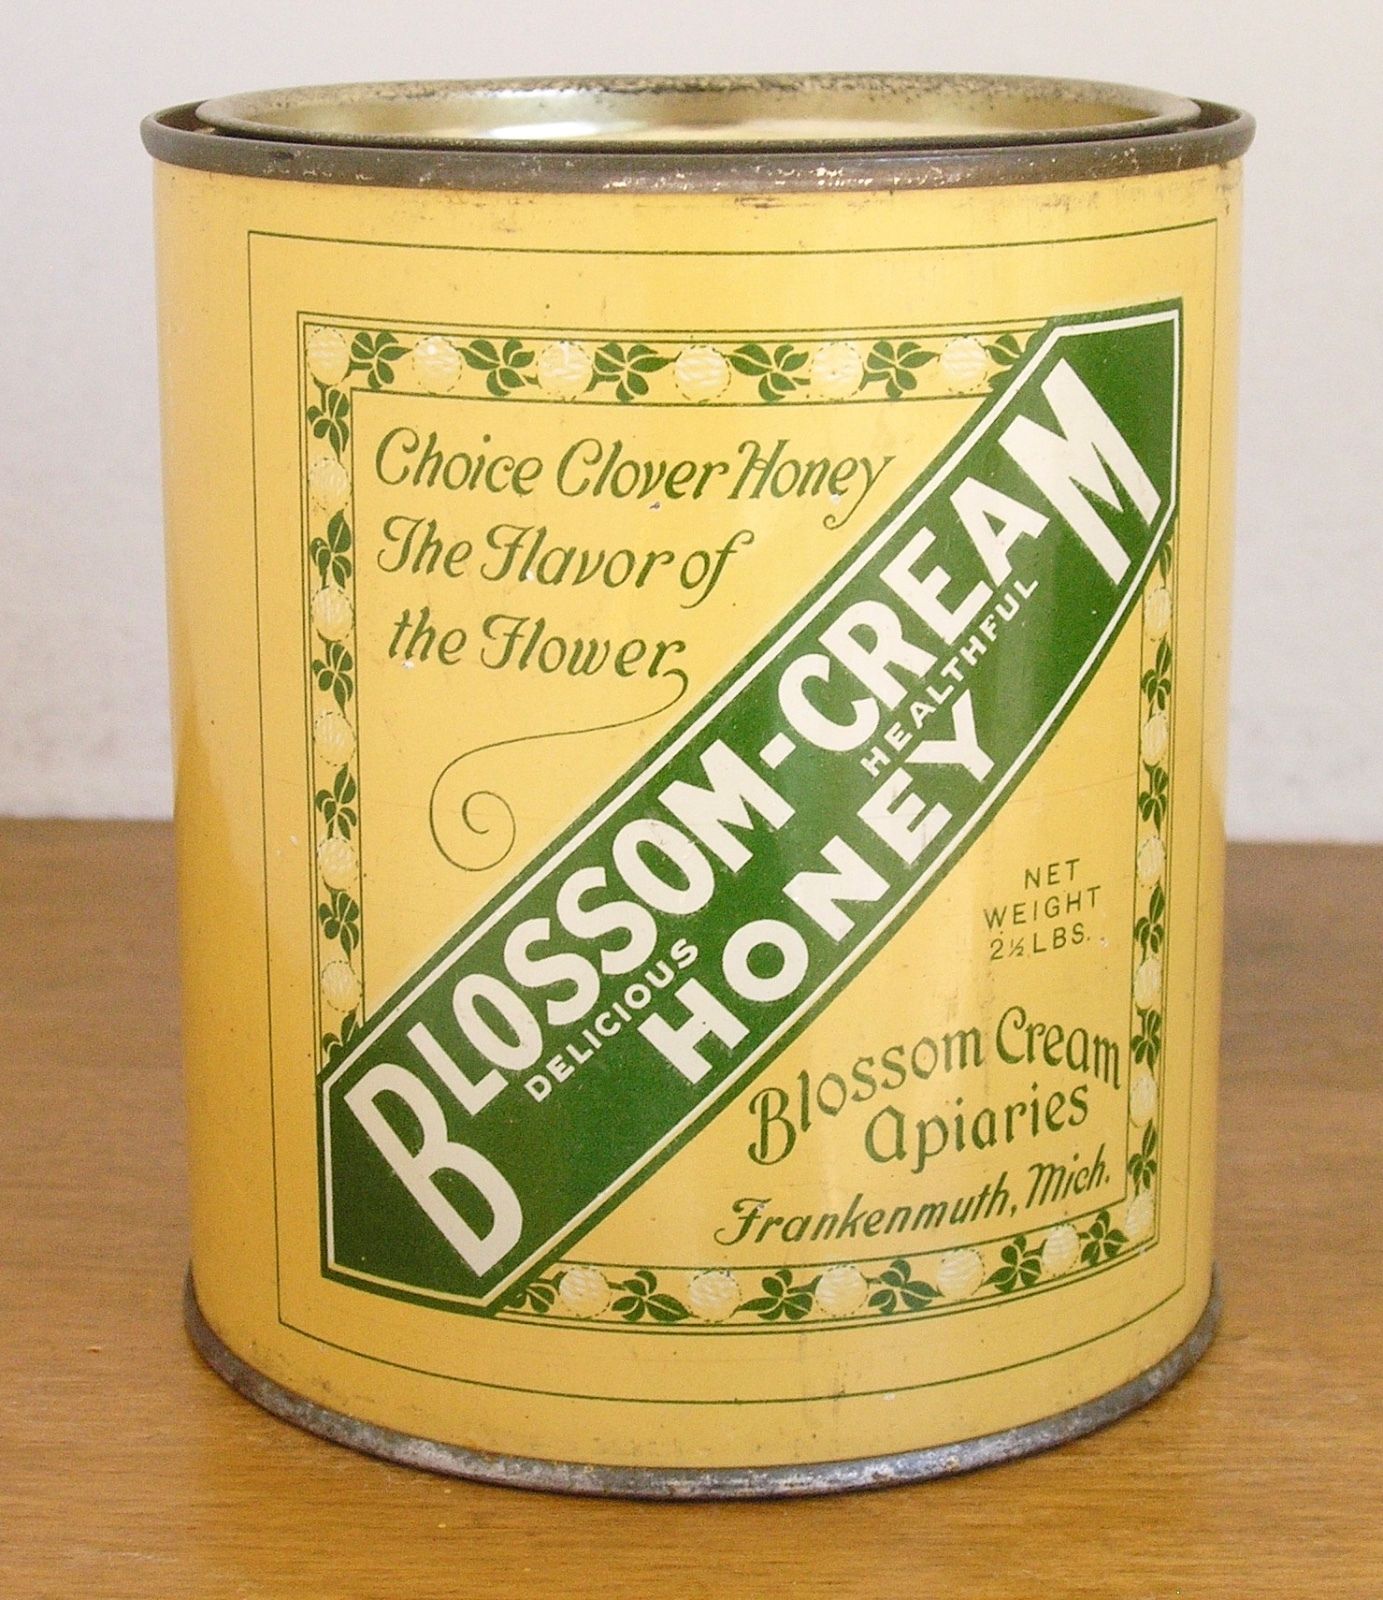 Choice Clover Honey
The Flavor of
the Flower
BLOSSOM-CREAM
DELICIOUS HEALTHFUL
HONEY
NET
WEIGHT
2½ LBS.
Blossom Cream
Apiaries
Frankenmuth, Mich.